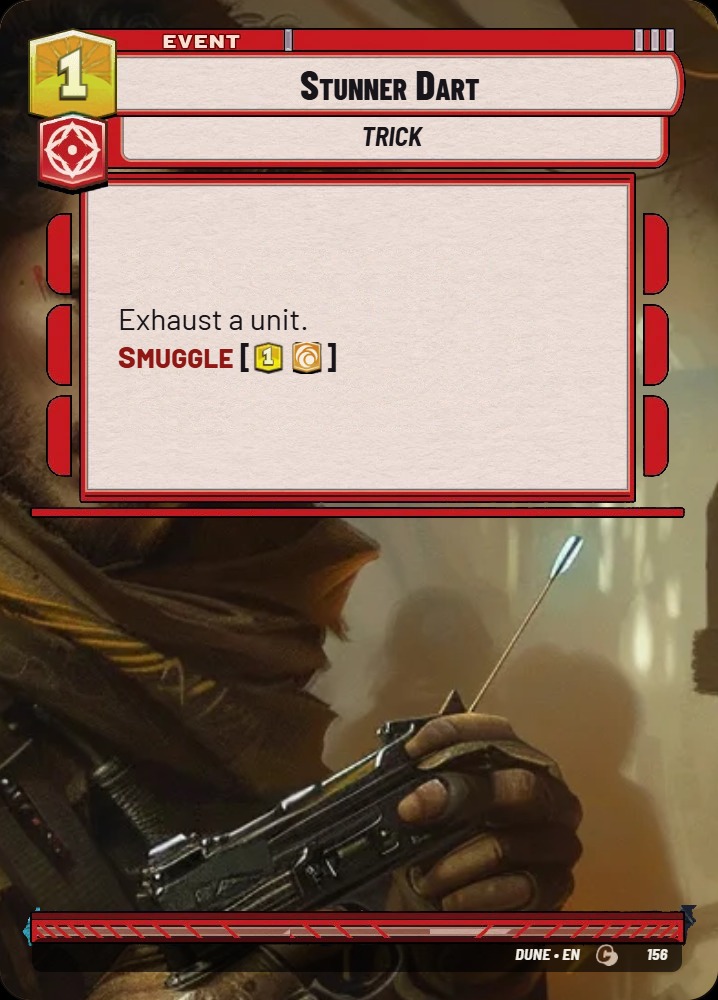 EVENT
1
STUNNER DART
TRICK
Exhaust a unit.
SMUGGLE [1]
DUNE • EN C 156